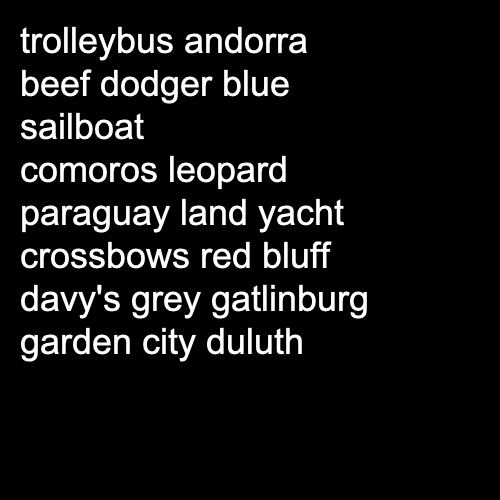 trolleybus andorra
beef dodger blue
sailboat
comoros leopard
paraguay land yacht
crossbows red bluff
davy's grey gatlinburg
garden city duluth